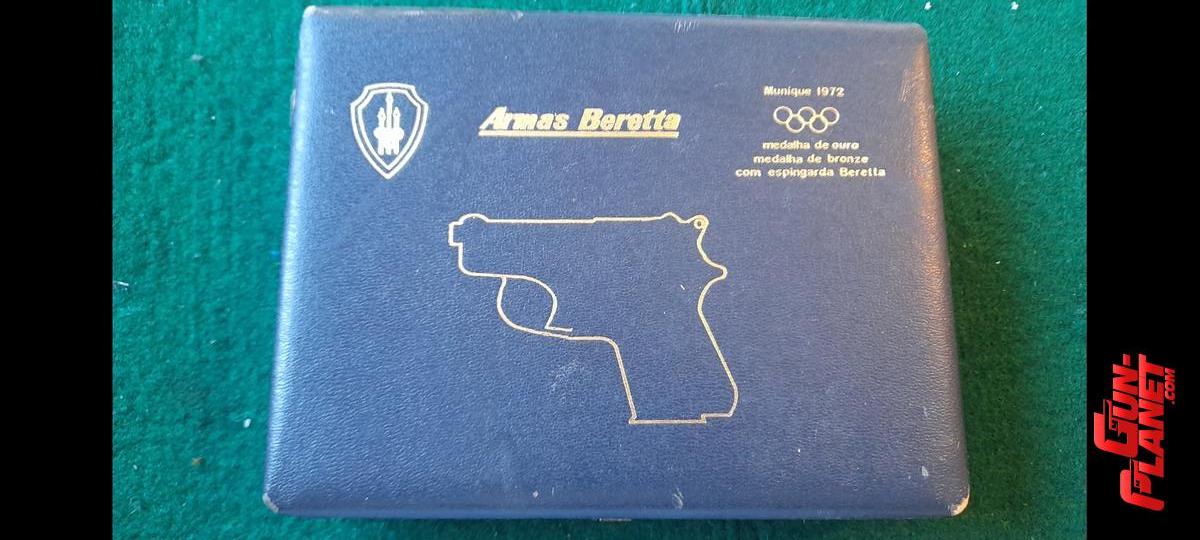 Armas Beretta
Munique 1972
medalha de ouro
medalha de bronze
com espingarda Beretta
GUN-
PLANET
.COM